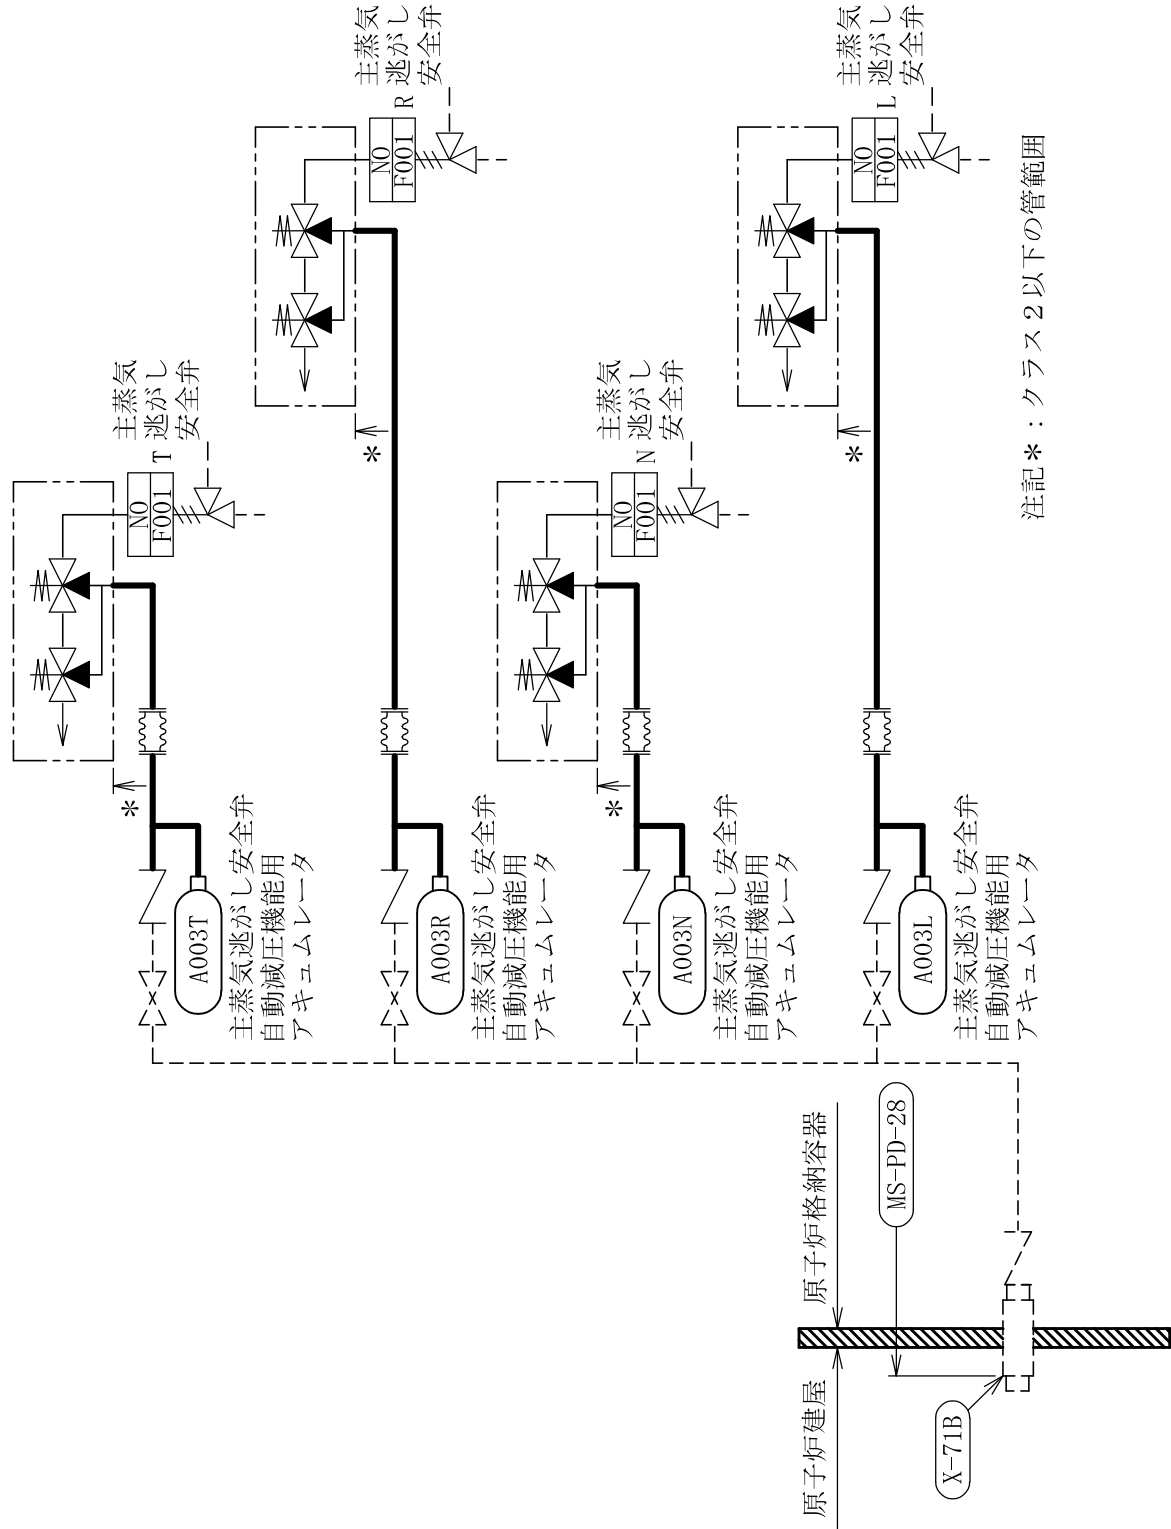 主蒸気
逃がし
安全弁
NO
F001
T
主蒸気
逃がし
安全弁
NO
F001
R
主蒸気
逃がし
安全弁
NO
F001
N
主蒸気
逃がし
安全弁
NO
F001
L
*
*
*
*
A003T
主蒸気逃がし安全弁
自動減圧機能用
アキュムレータ
A003R
主蒸気逃がし安全弁
自動減圧機能用
アキュムレータ
A003N
主蒸気逃がし安全弁
自動減圧機能用
アキュムレータ
A003L
主蒸気逃がし安全弁
自動減圧機能用
アキュムレータ
原子炉建屋
原子炉格納容器
MS-PD-28
X-71B
注記*:クラス2以下の管範囲